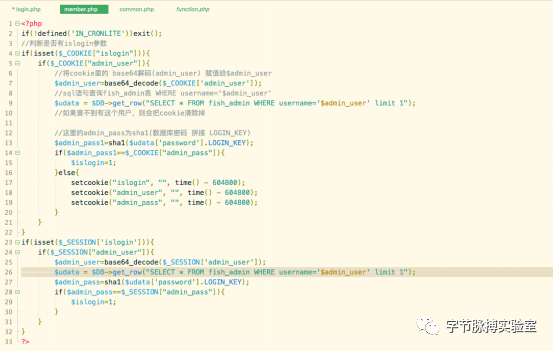 * login.php member.php common.php function.php
1 <?php
2 if(!defined('IN_CRONLITE'))exit();
3 //判断是否有islogin参数
4 if(isset($_COOKIE["islogin"])){
5 if($_COOKIE["admin_user"]){
6 //将cookie里的 base64解码(admin_user) 赋值给$admin_user
7 $admin_user=base64_decode($_COOKIE['admin_user']);
8 //sql语句查询fish_admin表 WHERE username='$admin_user'
9 $udata = $DB->get_row("SELECT * FROM fish_admin WHERE username='$admin_user' limit 1");
10 //如果查不到有这个用户，则会把cookie清除掉
11
12 //这里的admin_pass为sha1(数据库密码 拼接 LOGIN_KEY)
13 $admin_pass1=sha1($udata['password'].LOGIN_KEY);
14 if($admin_pass1==$_COOKIE["admin_pass"]){
15 $islogin=1;
16 }else{
17 setcookie("islogin", "", time() - 604800);
18 setcookie("admin_user", "", time() - 604800);
19 setcookie("admin_pass", "", time() - 604800);
20 }
21 }
22 }
23 if(isset($_SESSION['islogin'])){
24 if($_SESSION["admin_user"]){
25 $admin_user=base64_decode($_SESSION['admin_user']);
26 $udata = $DB->get_row("SELECT * FROM fish_admin WHERE username='$admin_user' limit 1");
27 $admin_pass=sha1($udata['password'].LOGIN_KEY);
28 if($admin_pass==$_SESSION["admin_pass"]){
29 $islogin=1;
30 }
31 }
32 }
33 ?>
字节脉搏实验室